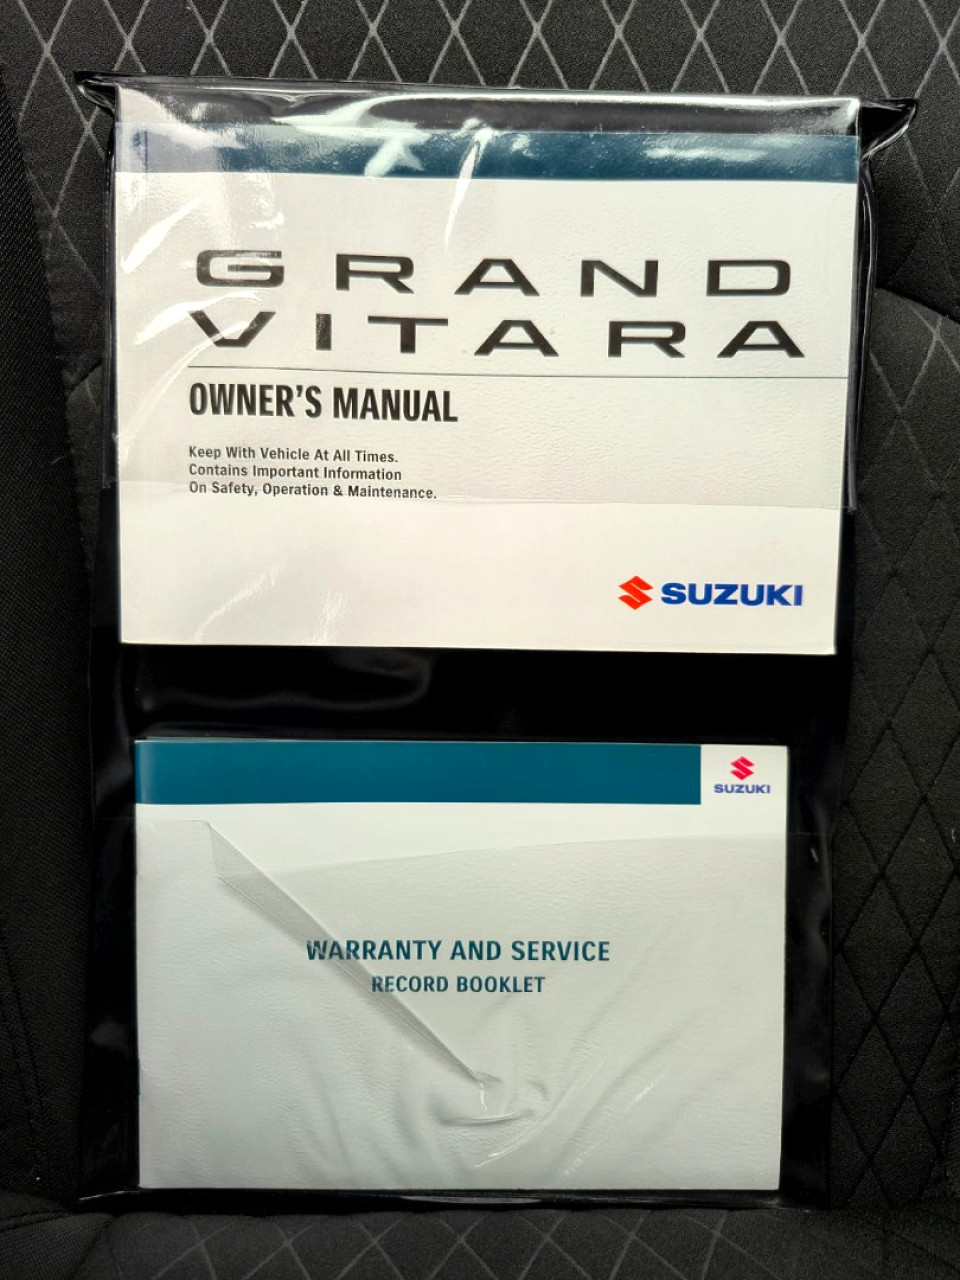 GRAND
VITARA
OWNER'S MANUAL
Keep With Vehicle At All Times.
Contains Important Information
On Safety, Operation & Maintenance.
SUZUKI
SUZUKI
WARRANTY AND SERVICE
RECORD BOOKLET